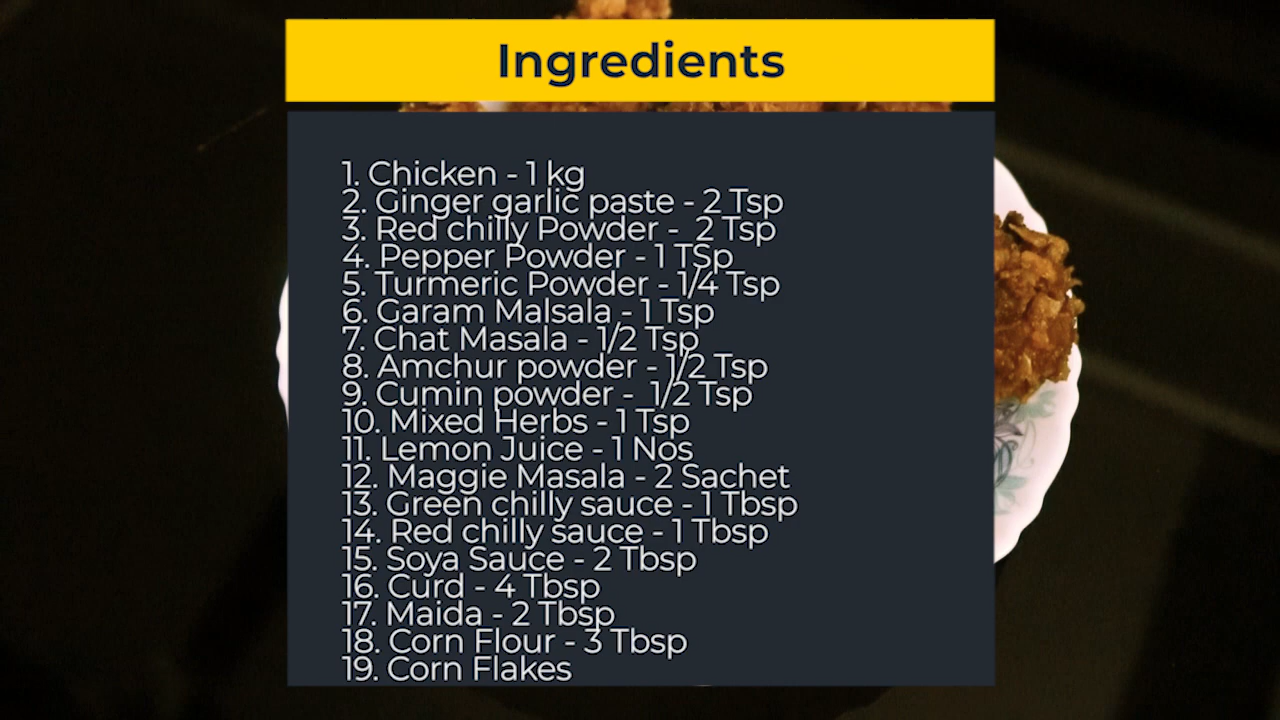 Ingredients
1. Chicken - 1 kg
2. Ginger garlic paste - 2 Tsp
3. Red chilly Powder - 2 Tsp
4. Pepper Powder - 1 TSp
5. Turmeric Powder - 1/4 Tsp
6. Garam Malsala - 1 Tsp
7. Chat Masala - 1/2 Tsp
8. Amchur powder - 1/2 Tsp
9. Cumin powder - 1/2 Tsp
10. Mixed Herbs - 1 Tsp
11. Lemon Juice - 1 Nos
12. Maggie Masala - 2 Sachet
13. Green chilly sauce - 1 Tbsp
14. Red chilly sauce - 1 Tbsp
15. Soya Sauce - 2 Tbsp
16. Curd - 4 Tbsp
17. Maida - 2 Tbsp
18. Corn Flour - 3 Tbsp
19. Corn Flakes